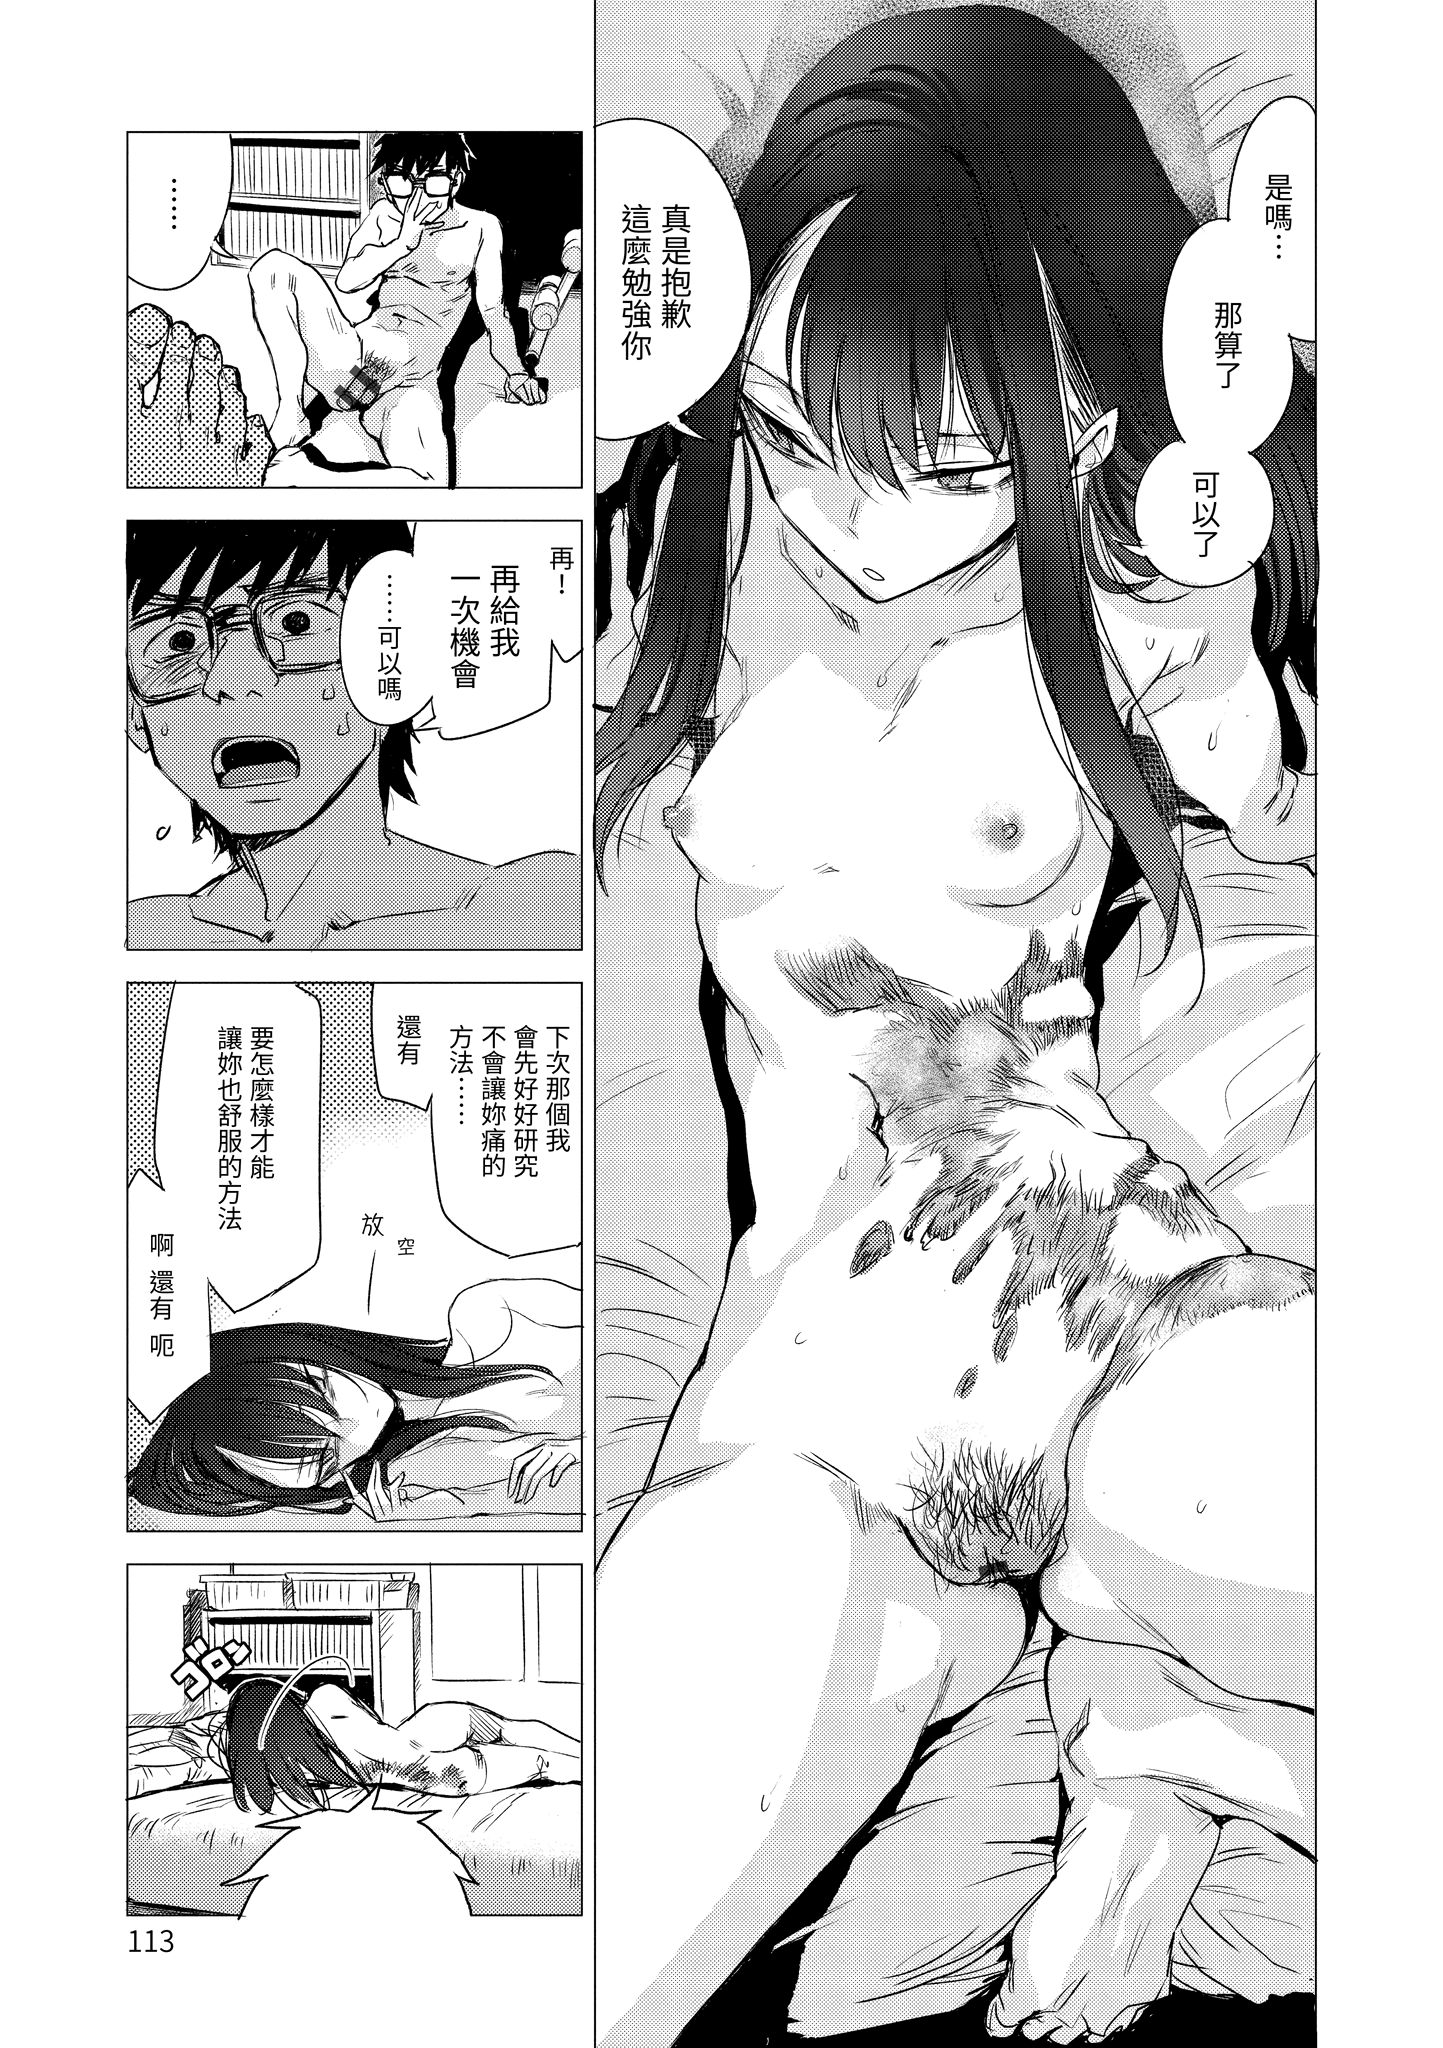 是嗎…
那算了
可以了
真是抱歉
這麼勉強你
……
再！
再給我
一次機會
……可以嗎
下次那個我
會先好好研究
不會讓妳痛的
方法……
還有
放空
要怎麼樣才能
讓妳也舒服的方法
啊 還有 呃
ゴロン
113